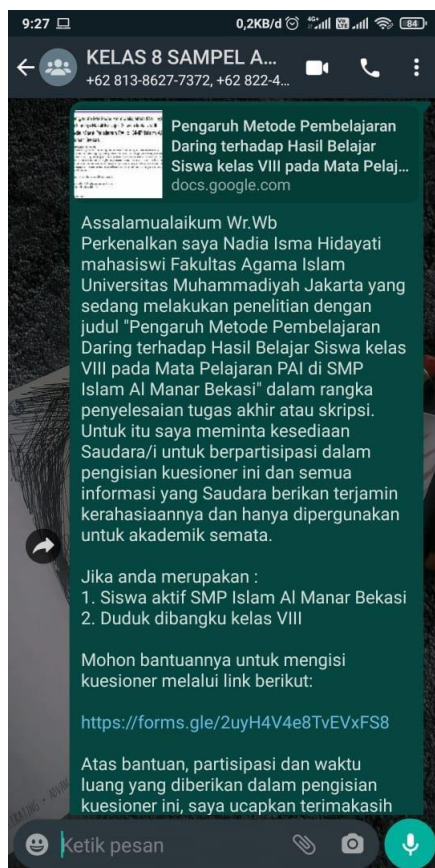 9:27
0,2KB/d
4G+
84
KELAS 8 SAMPEL A...
+62 813-8627-7372, +62 822-4...
Pengaruh Metode Pembelajaran
Daring terhadap Hasil Belajar
Siswa kelas VIII pada Mata Pelaj...
docs.google.com
Assalamualaikum Wr.Wb
Perkenalkan saya Nadia Isma Hidayati
mahasiswi Fakultas Agama Islam
Universitas Muhammadiyah Jakarta yang
sedang melakukan penelitian dengan
judul "Pengaruh Metode Pembelajaran
Daring terhadap Hasil Belajar Siswa kelas
VIII pada Mata Pelajaran PAI di SMP
Islam Al Manar Bekasi" dalam rangka
penyelesaian tugas akhir atau skripsi.
Untuk itu saya meminta kesediaan
Saudara/i untuk berpartisipasi dalam
pengisian kuesioner ini dan semua
informasi yang Saudara berikan terjamin
kerahasiaannya dan hanya dipergunakan
untuk akademik semata.
Jika anda merupakan :
1. Siswa aktif SMP Islam Al Manar Bekasi
2. Duduk dibangku kelas VIII
Mohon bantuannya untuk mengisi
kuesioner melalui link berikut:
https://forms.gle/2uyH4V4e8TvEVxFS8
Atas bantuan, partisipasi dan waktu
luang yang diberikan dalam pengisian
kuesioner ini, saya ucapkan terimakasih
Ketik pesan